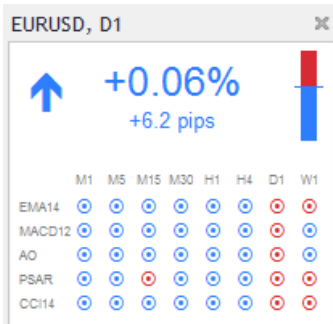 EURUSD, D1
+0.06%
+6.2 pips
M1 M5 M15 M30 H1 H4 D1 W1
EMA14
MACD12
AO
PSAR
CCI14